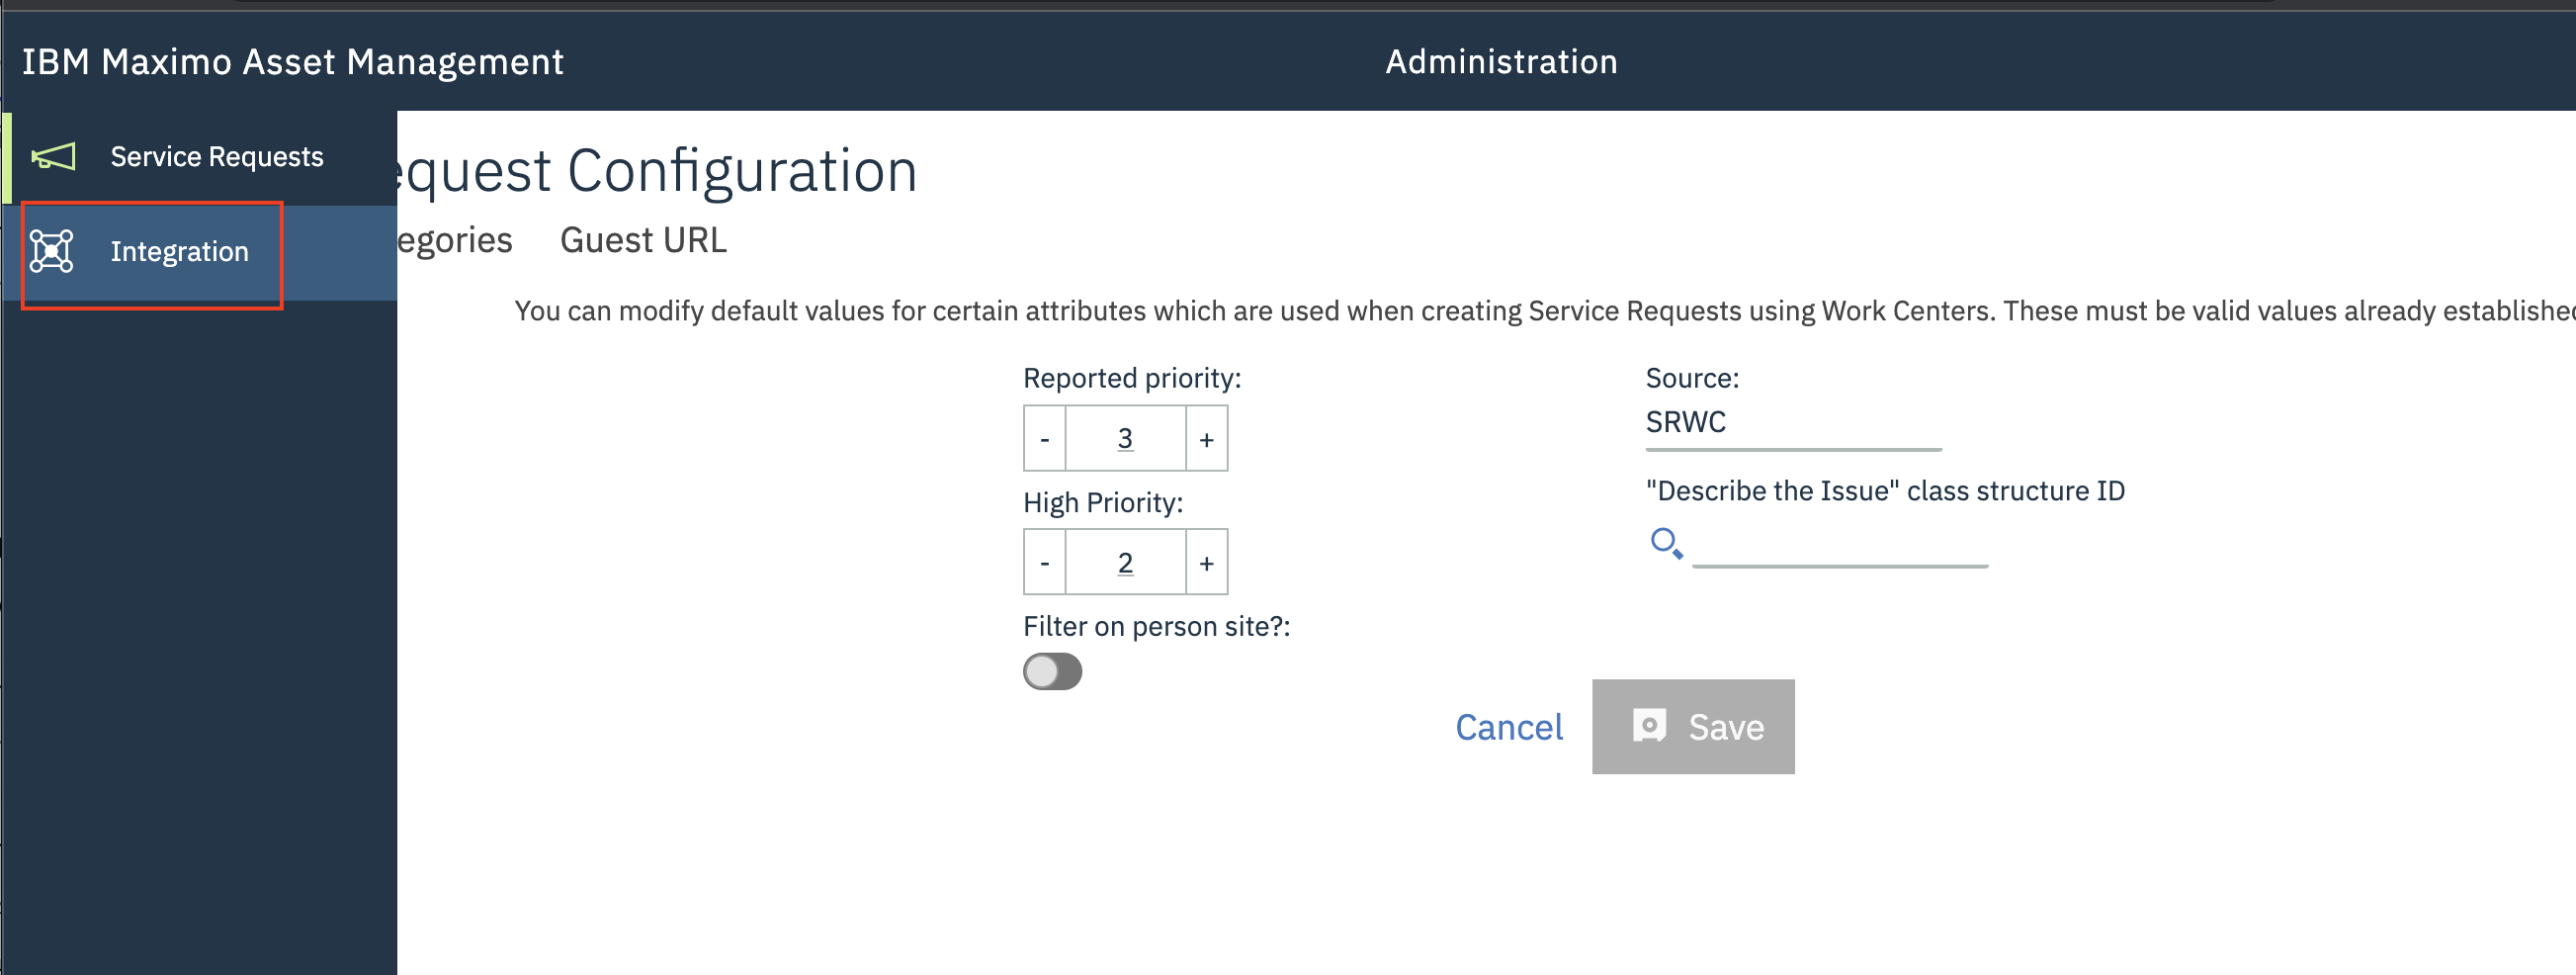 IBM Maximo Asset Management
Administration
Service Requests
Integration
equest Configuration
egories Guest URL
You can modify default values for certain attributes which are used when creating Service Requests using Work Centers. These must be valid values already established
Reported priority:
- 3 +
High Priority:
- 2 +
Filter on person site?:
Source:
SRWC
"Describe the Issue" class structure ID
Cancel
Save